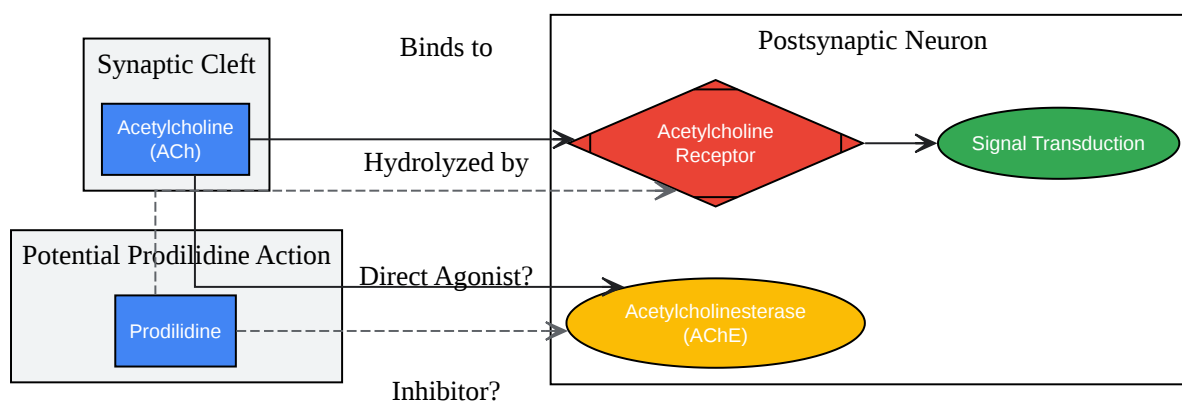 Binds to
Postsynaptic Neuron
Synaptic Cleft
Acetylcholine
(ACh)
Acetylcholine
Receptor
Signal Transduction
Hydrolyzed by
Potential Prodilidine Action
Direct Agonist?
Prodilidine
Acetylcholinesterase
(AChE)
Inhibitor?